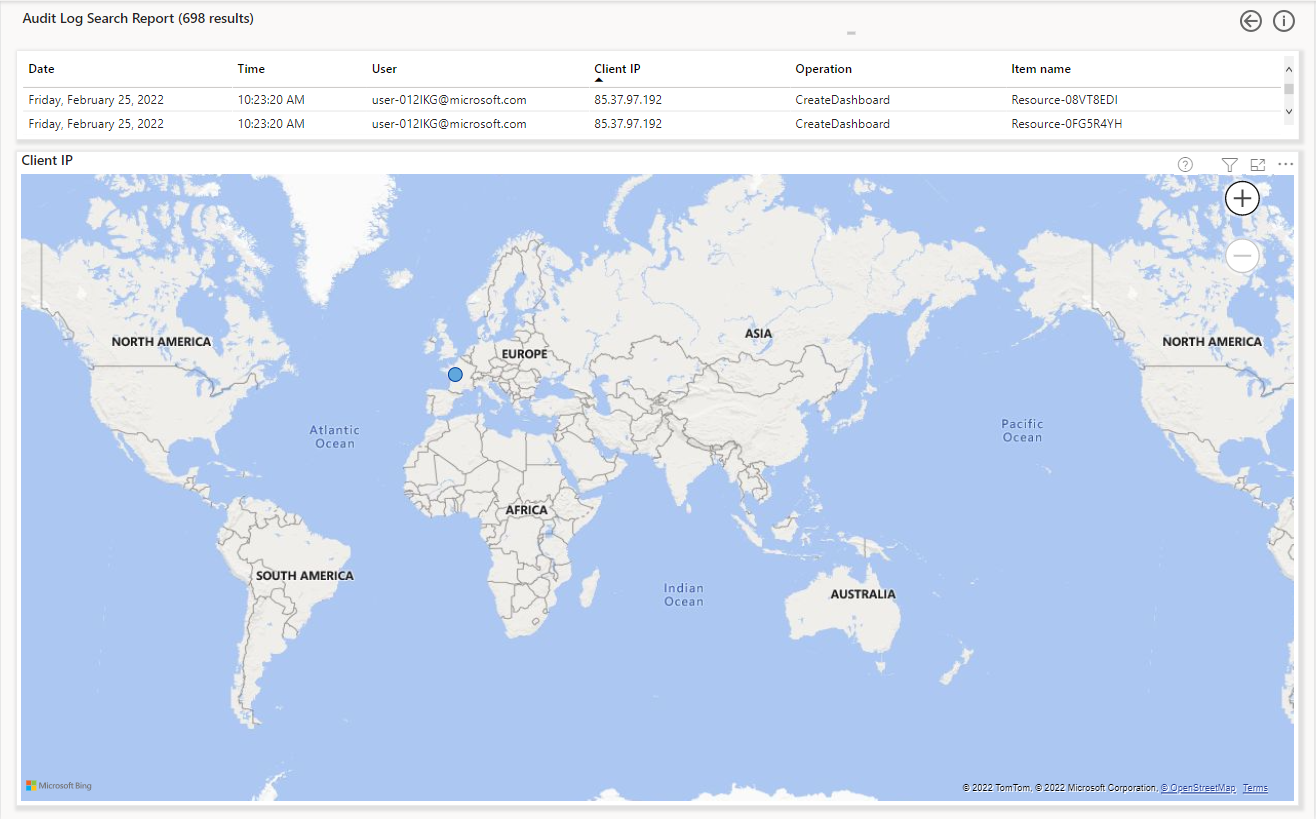 Audit Log Search Report (698 results)
Date Time User Client IP Operation Item name
Friday, February 25, 2022 10:23:20 AM user-012IKG@microsoft.com 85.37.97.192 CreateDashboard Resource-08VT8EDI
Friday, February 25, 2022 10:23:20 AM user-012IKG@microsoft.com 85.37.97.192 CreateDashboard Resource-0FG5R4YH
Client IP
NORTH AMERICA
EUROPE
ASIA
NORTH AMERICA
Atlantic
Ocean
Pacific
Ocean
AFRICA
SOUTH AMERICA
Indian
Ocean
AUSTRALIA
Microsoft Bing
© 2022 TomTom, © 2022 Microsoft Corporation, © OpenStreetMap Terms